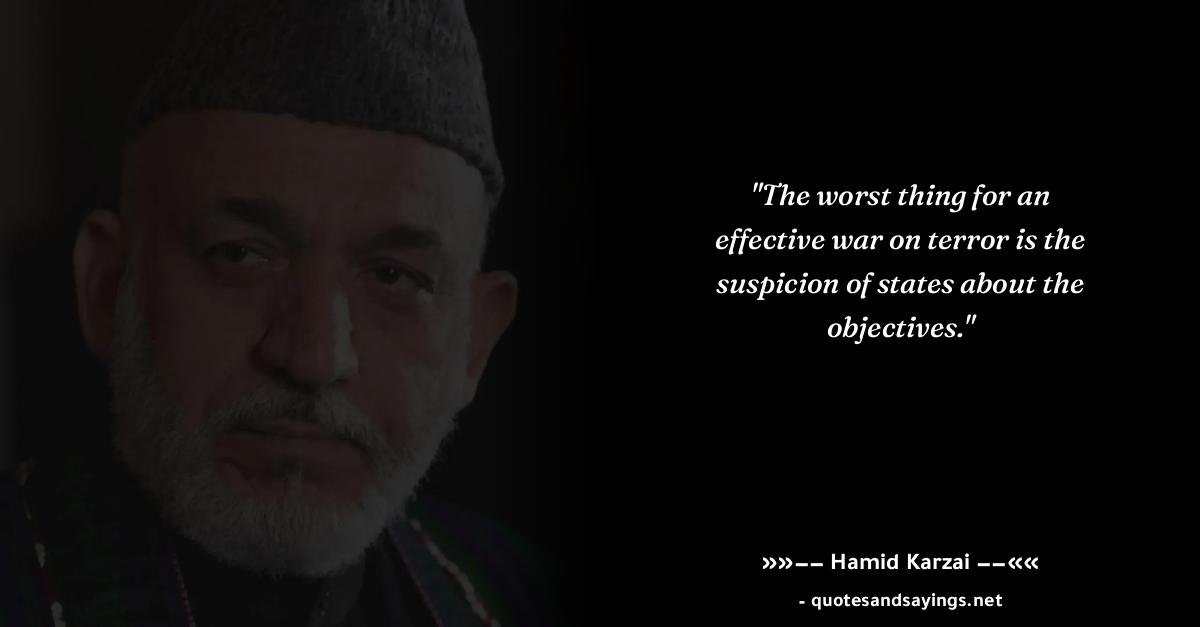 "The worst thing for an
effective war on terror is the
suspicion of states about the
objectives."
»»–– Hamid Karzai ––««
- quotesandsayings.net